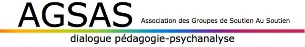 AGSAS Association des Groupes de Soutien Au Soutien
dialogue pédagogie-psychanalyse